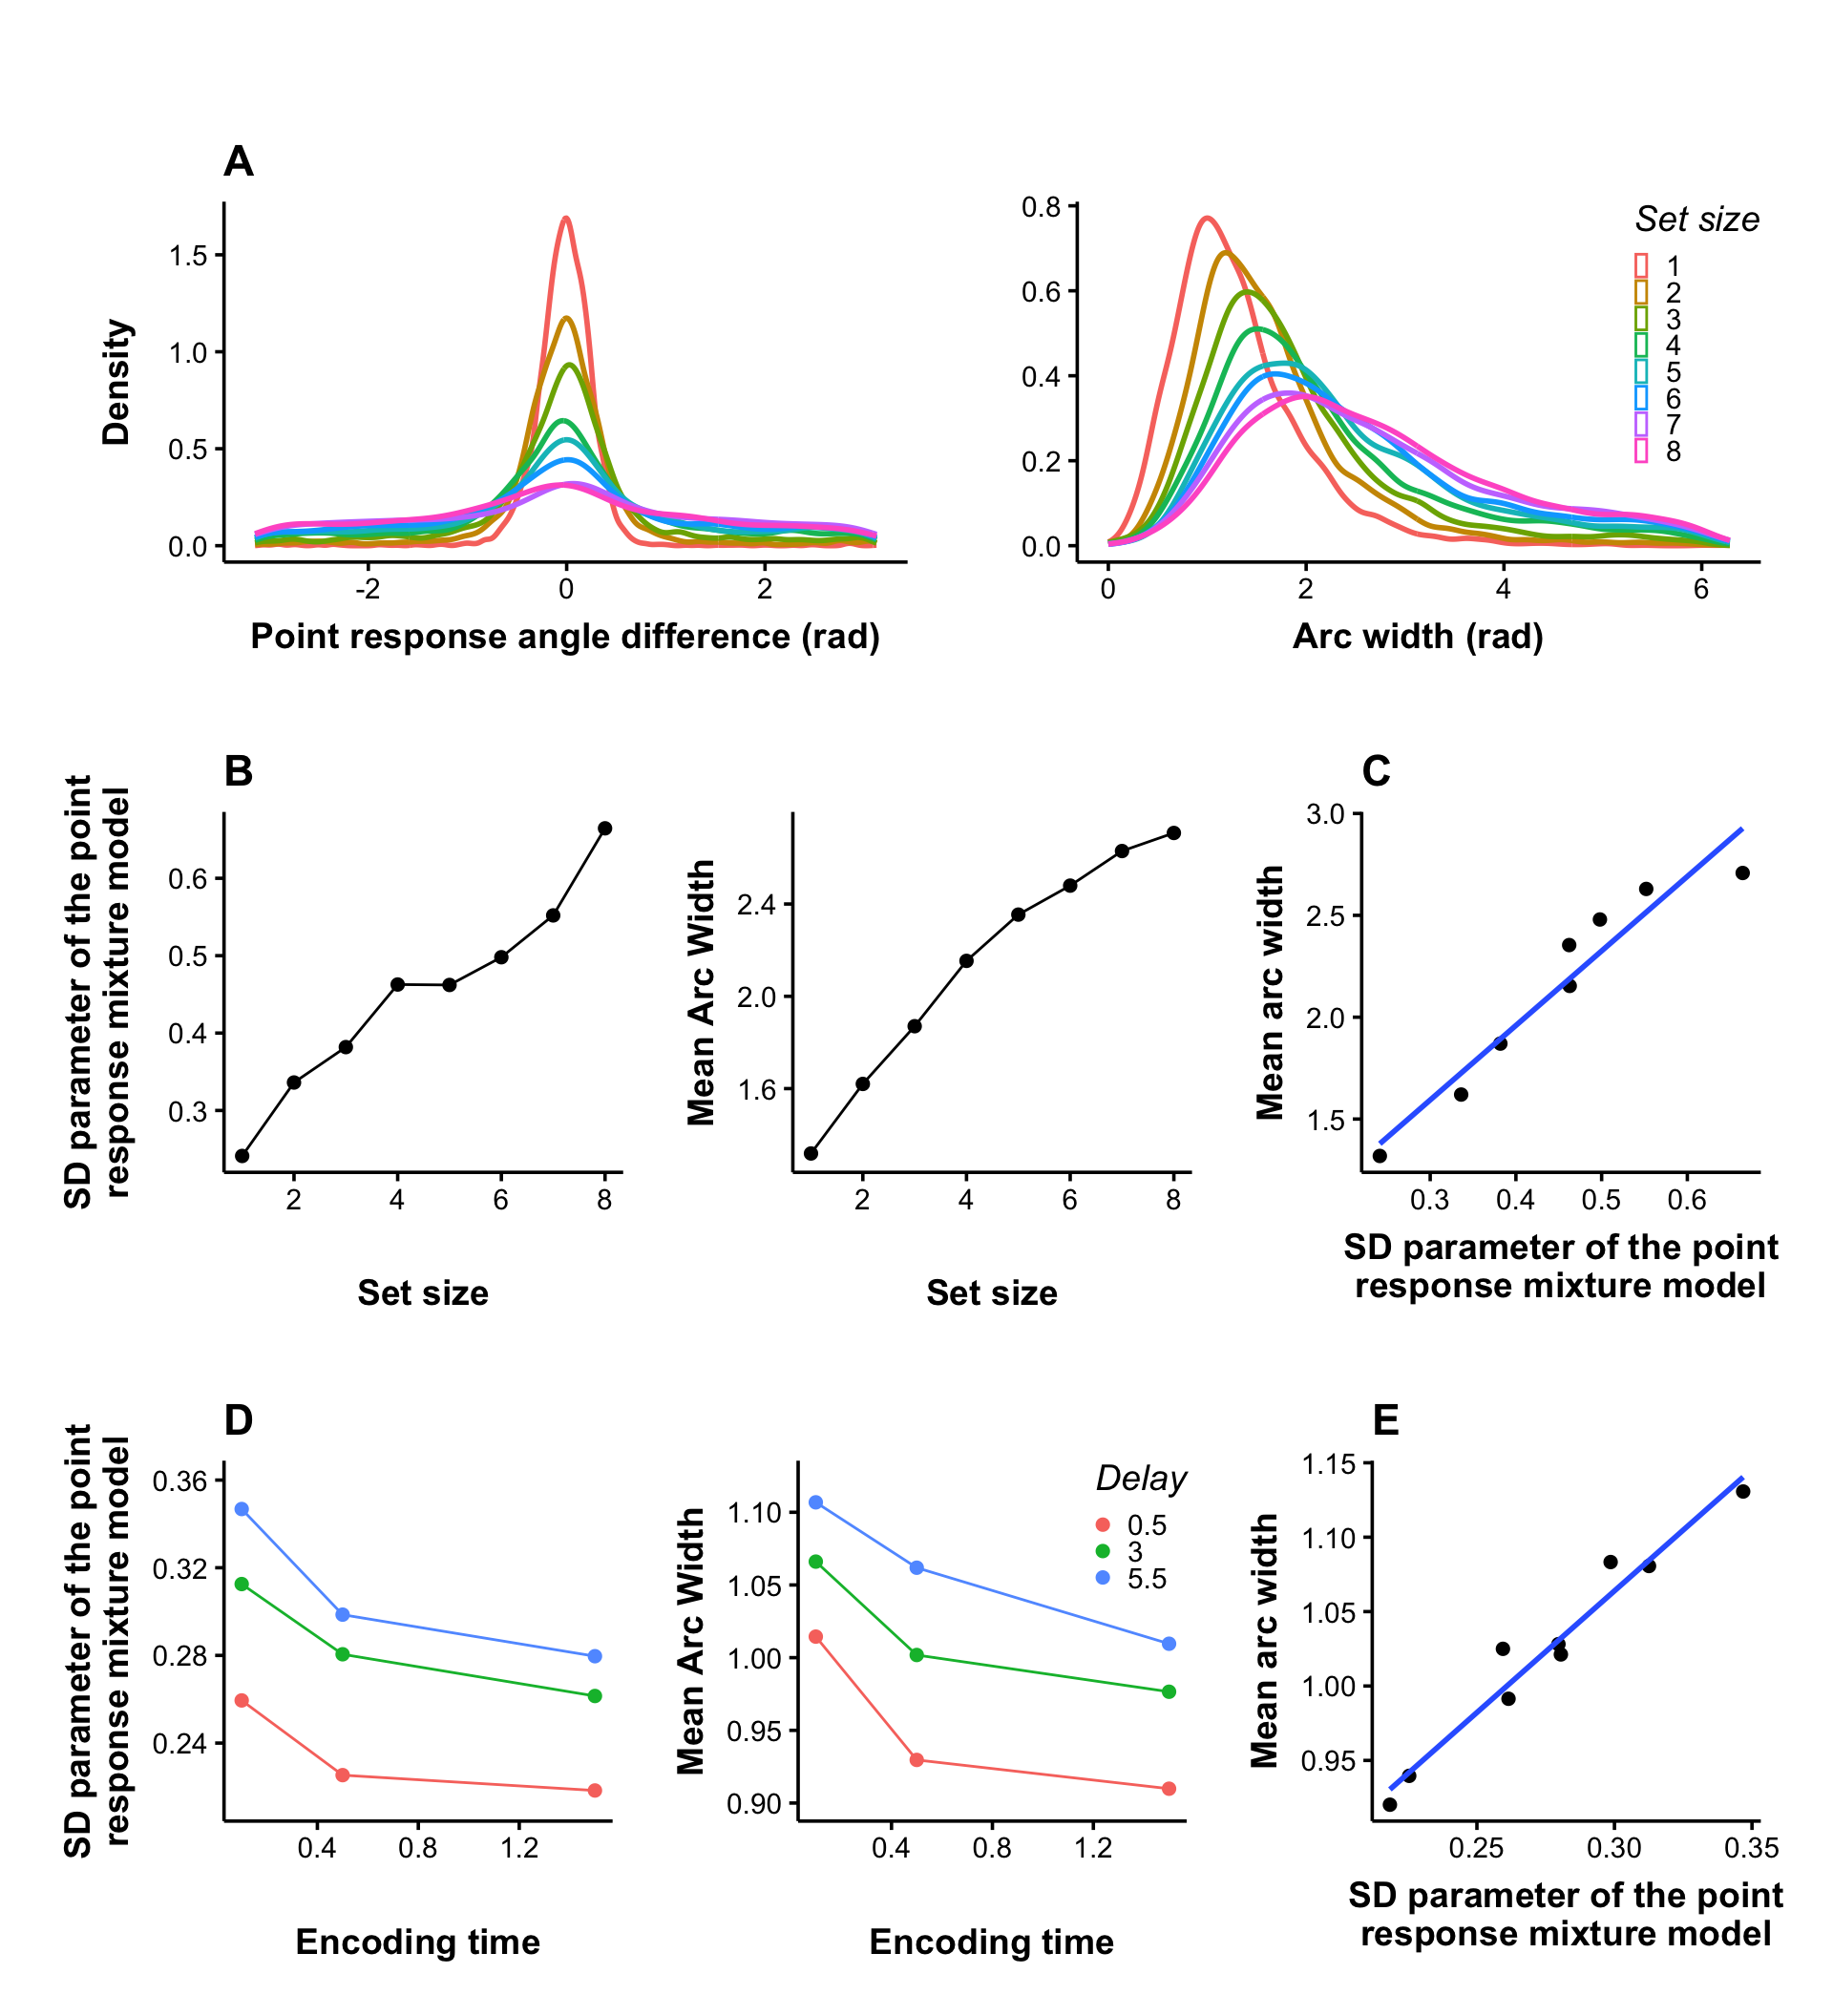 A
Density
1.5
1.0
0.5
0.0
-2
0
2
Point response angle difference (rad)
0.8
0.6
0.4
0.2
0.0
0
2
4
6
Arc width (rad)
Set size
1
2
3
4
5
6
7
8
B
SD parameter of the point
response mixture model
0.6
0.5
0.4
0.3
2
4
6
8
Set size
Mean Arc Width
2.4
2.0
1.6
2
4
6
8
Set size
C
Mean arc width
3.0
2.5
2.0
1.5
0.3
0.4
0.5
0.6
SD parameter of the point
response mixture model
D
SD parameter of the point
response mixture model
0.36
0.32
0.28
0.24
0.4
0.8
1.2
Encoding time
Mean Arc Width
1.10
1.05
1.00
0.95
0.90
0.4
0.8
1.2
Encoding time
Delay
0.5
3
5.5
E
Mean arc width
1.15
1.10
1.05
1.00
0.95
0.25
0.30
0.35
SD parameter of the point
response mixture model